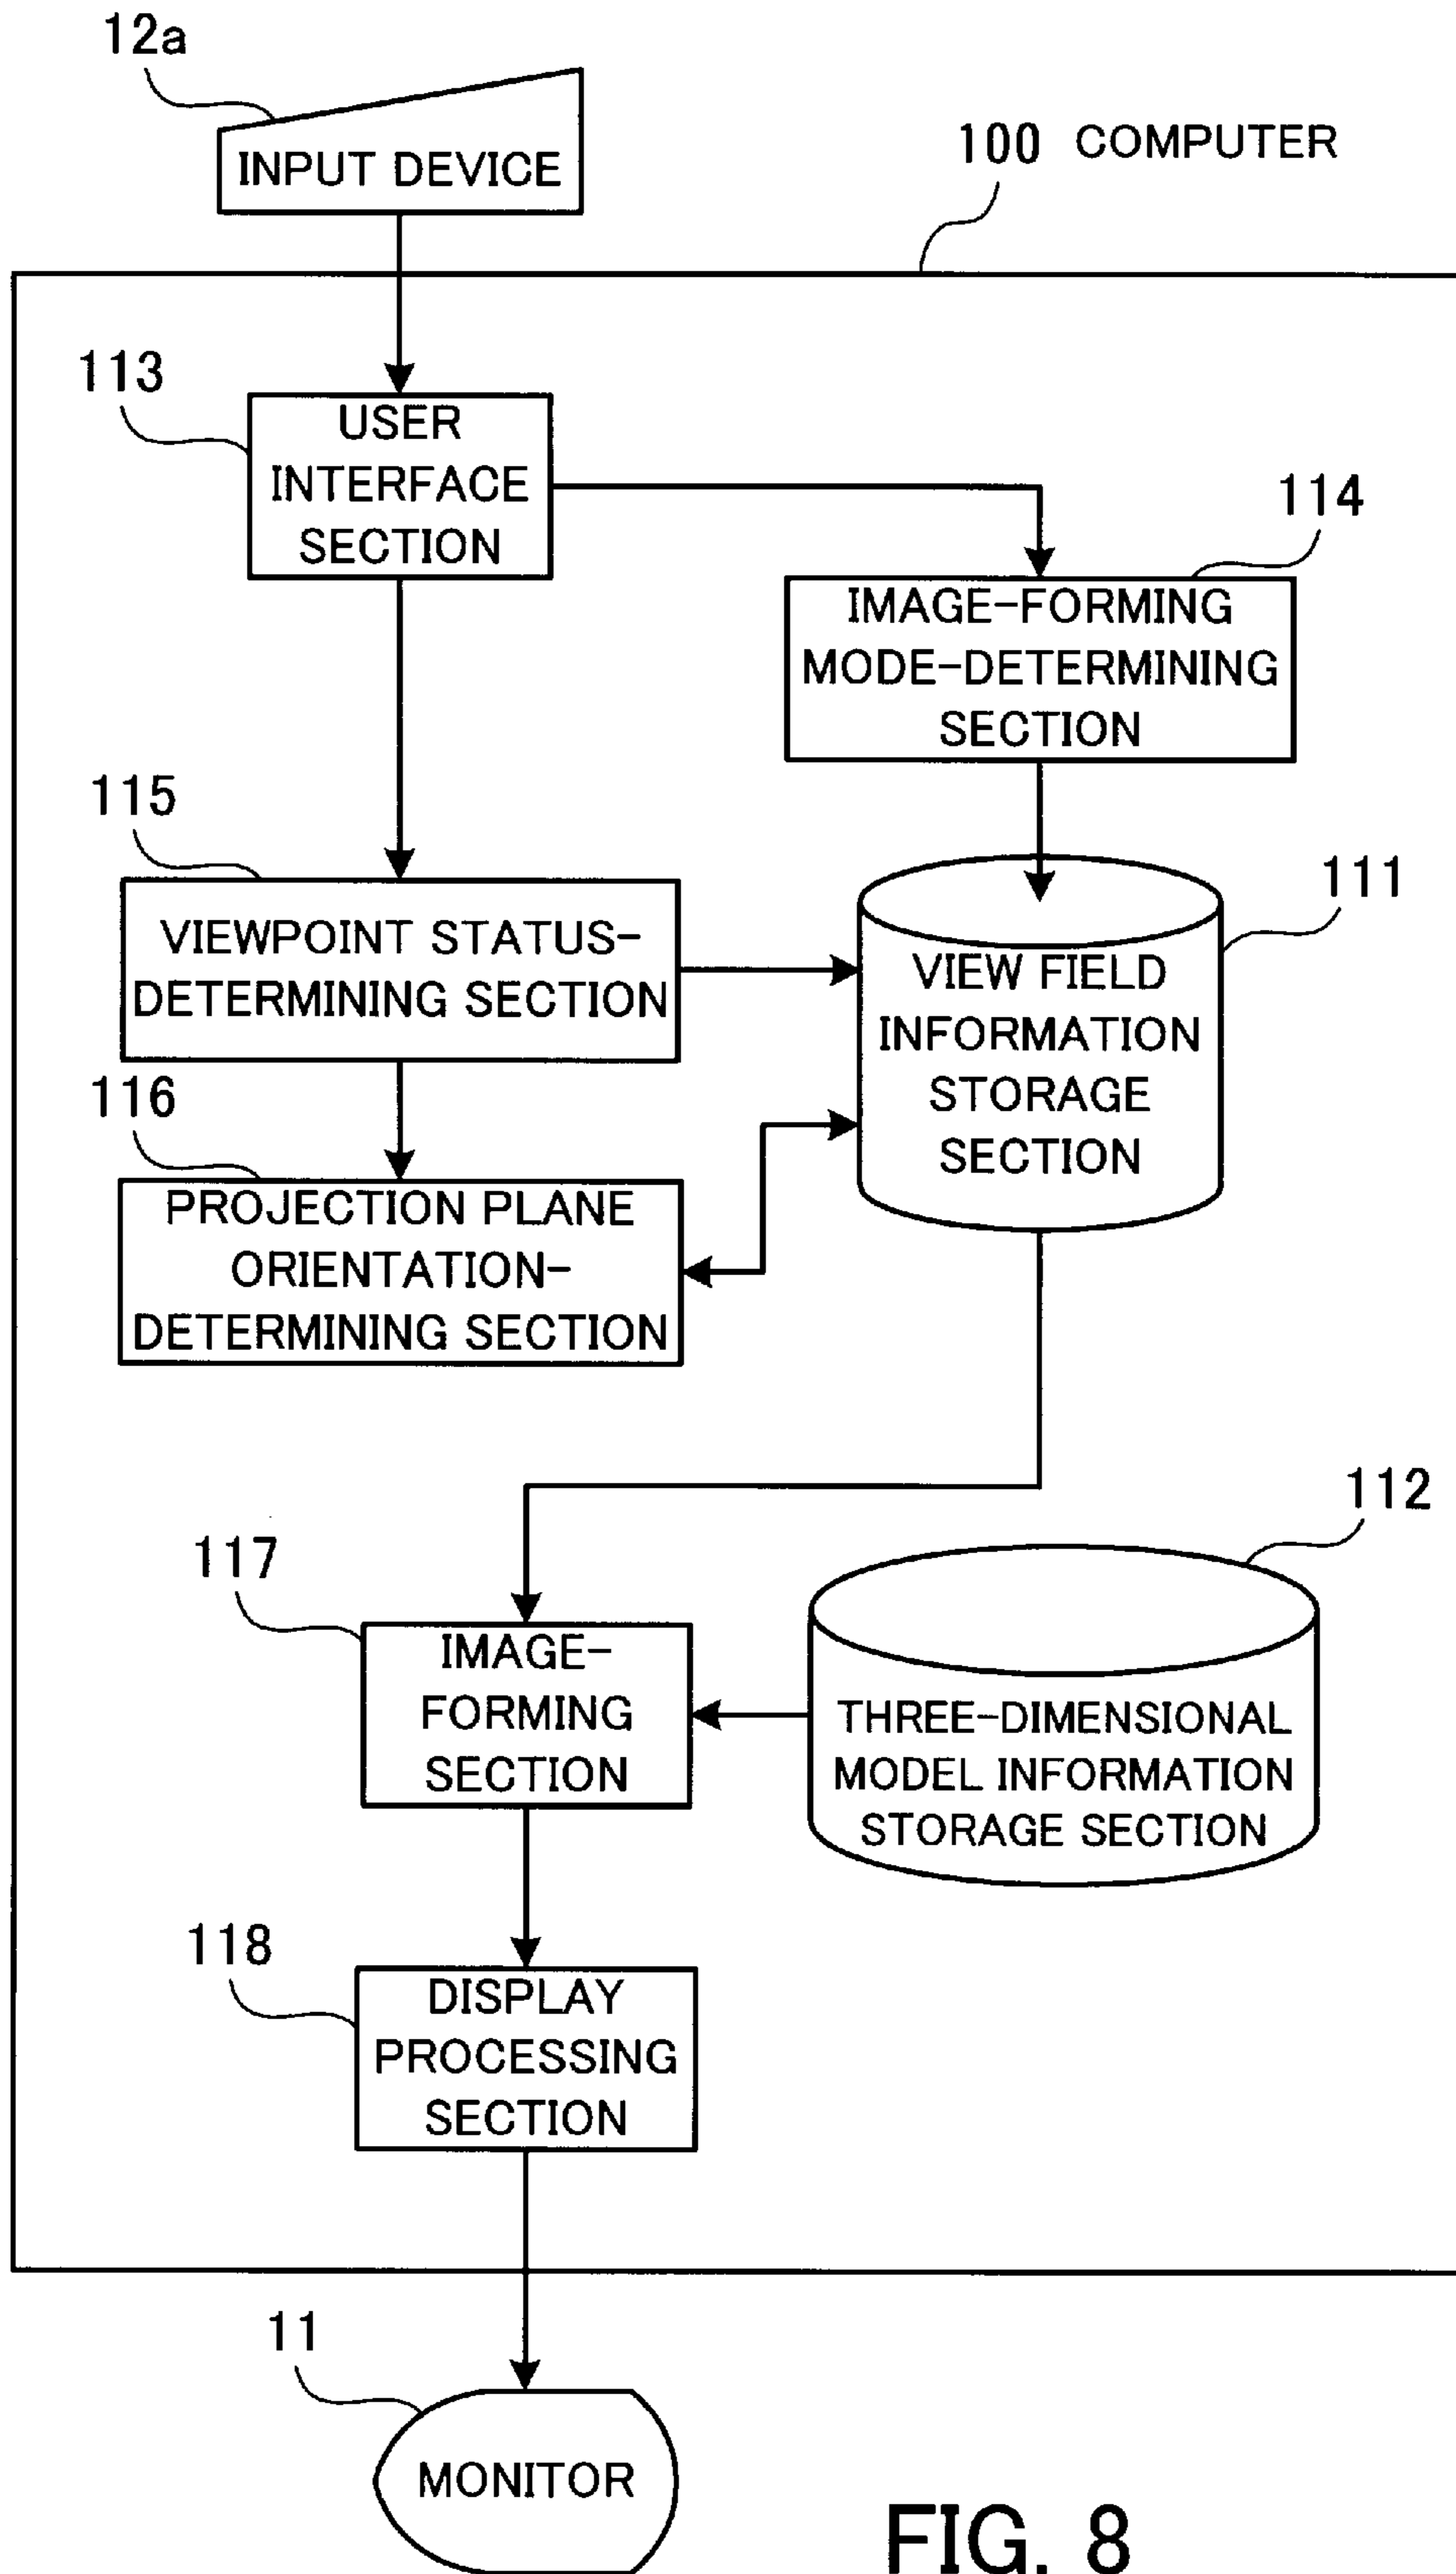 12a
INPUT DEVICE
100 COMPUTER
113
USER
INTERFACE
SECTION
114
IMAGE-FORMING
MODE-DETERMINING
SECTION
115
VIEWPOINT STATUS-
DETERMINING SECTION
111
VIEW FIELD
INFORMATION
STORAGE
SECTION
116
PROJECTION PLANE
ORIENTATION-
DETERMINING SECTION
117
IMAGE-
FORMING
SECTION
112
THREE-DIMENSIONAL
MODEL INFORMATION
STORAGE SECTION
118
DISPLAY
PROCESSING
SECTION
11
MONITOR
FIG. 8